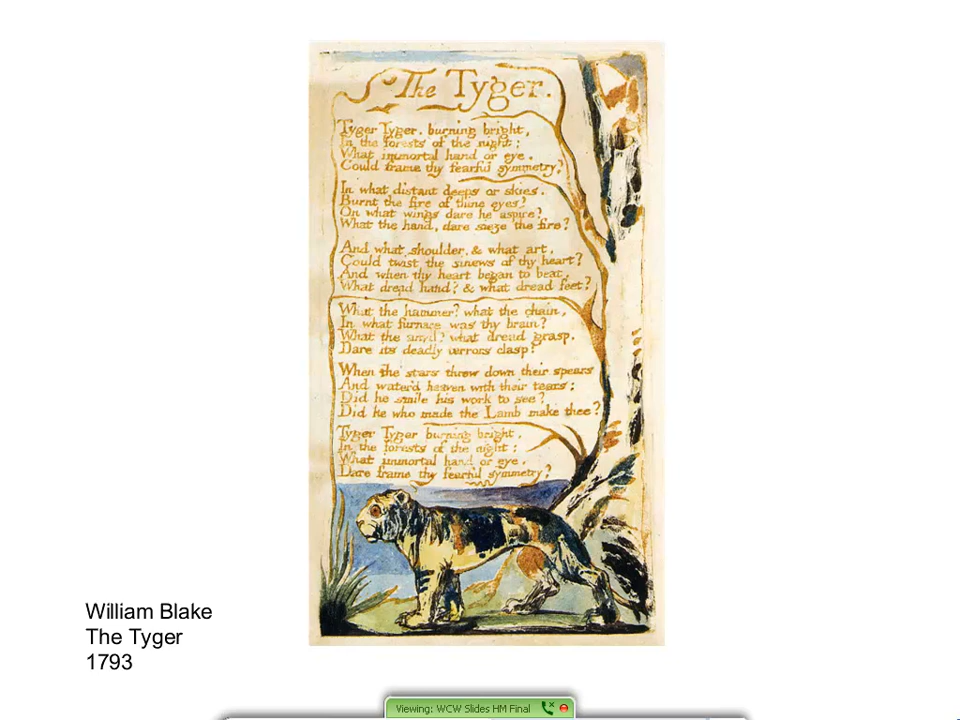 The Tyger.
Tyger Tyger. burning bright,
In the forests of the night:
What immortal hand or eye.
Could frame thy fearful symmetry?
In what distant deeps or skies.
Burnt the fire of thine eyes?
On what wings dare he aspire?
What the hand, dare sieze the fire?
And what shoulder, & what art,
Could twist the sinews of thy heart?
And when thy heart began to beat,
What dread hand? & what dread feet?
What the hammer? what the chain,
In what furnace was thy brain?
What the anvil? what dread grasp,
Dare its deadly terrors clasp?
When the stars threw down their spears
And water'd heaven with their tears:
Did he smile his work to see?
Did he who made the Lamb make thee?
Tyger Tyger burning bright,
In the forests of the night:
What immortal hand or eye,
Dare frame thy fearful symmetry?
William Blake
The Tyger
1793
Viewing: WCW Slides HM Final